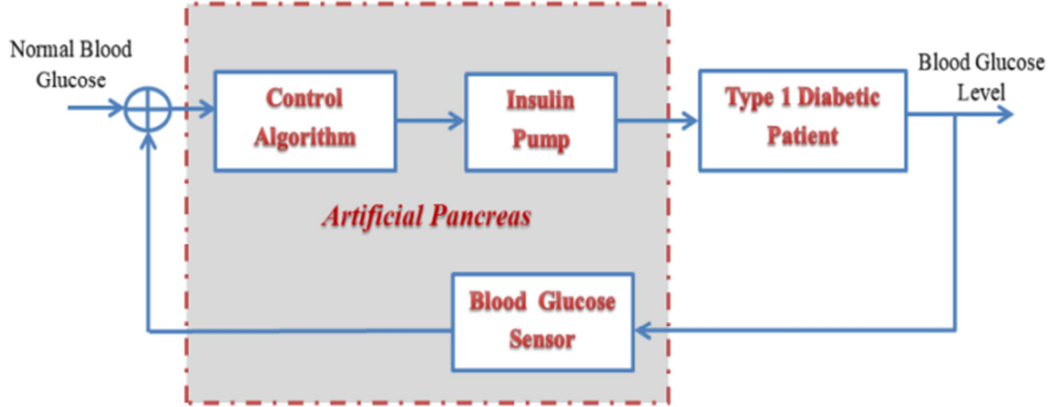 Normal Blood
Glucose
Control
Algorithm
Insulin
Pump
Type 1 Diabetic
Patient
Blood Glucose
Level
Artificial Pancreas
Blood Glucose
Sensor